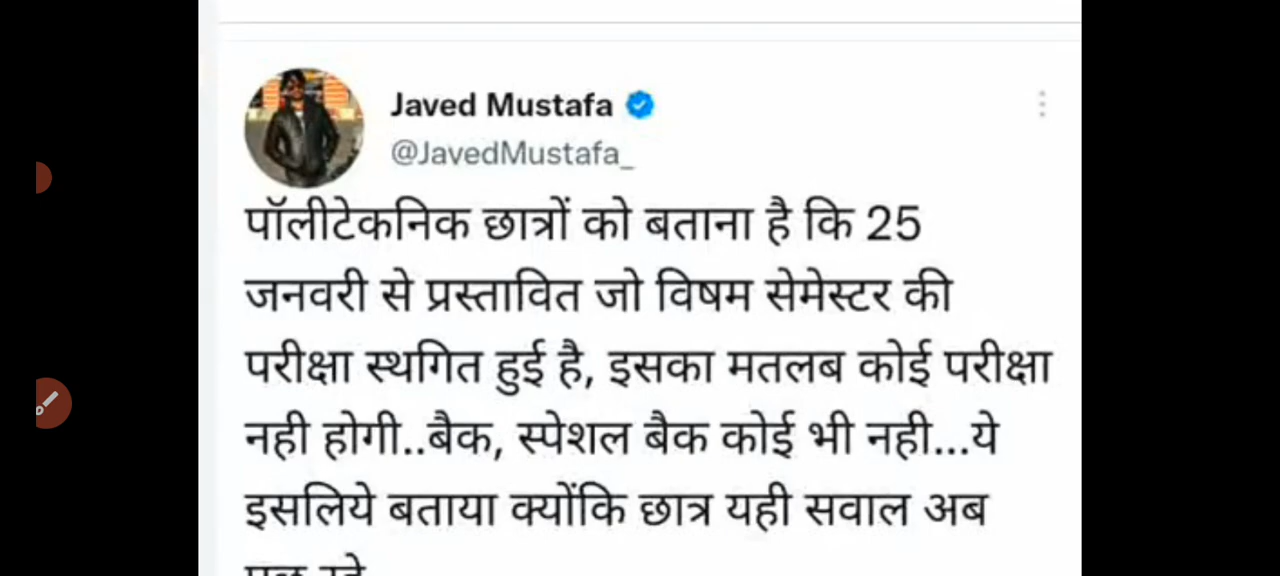 Javed Mustafa
@JavedMustafa_
पॉलीटेकनिक छात्रों को बताना है कि 25
जनवरी से प्रस्तावित जो विषम सेमेस्टर की
परीक्षा स्थगित हुई है, इसका मतलब कोई परीक्षा
नही होगी..बैक, स्पेशल बैक कोई भी नही...ये
इसलिये बताया क्योंकि छात्र यही सवाल अब